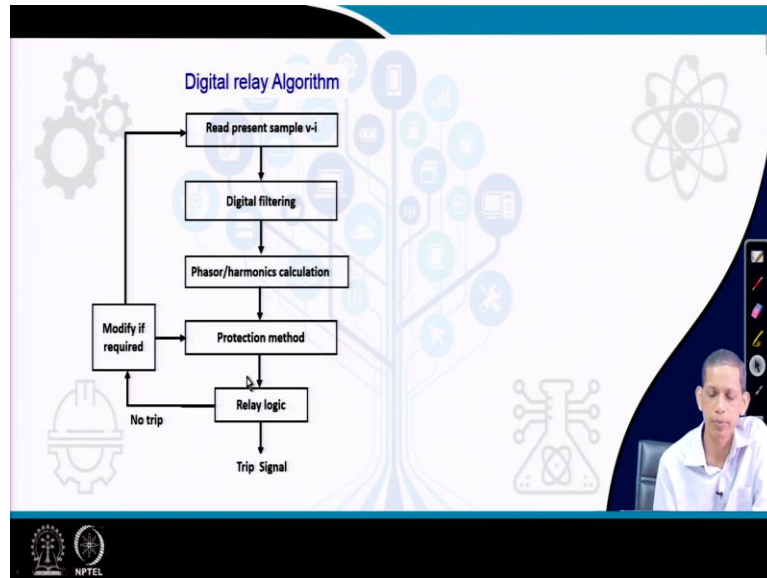 Digital relay Algorithm
Read present sample v-i
Digital filtering
Phasor/harmonics calculation
Modify if
required
Protection method
Relay logic
No trip
Trip Signal
NPTEL